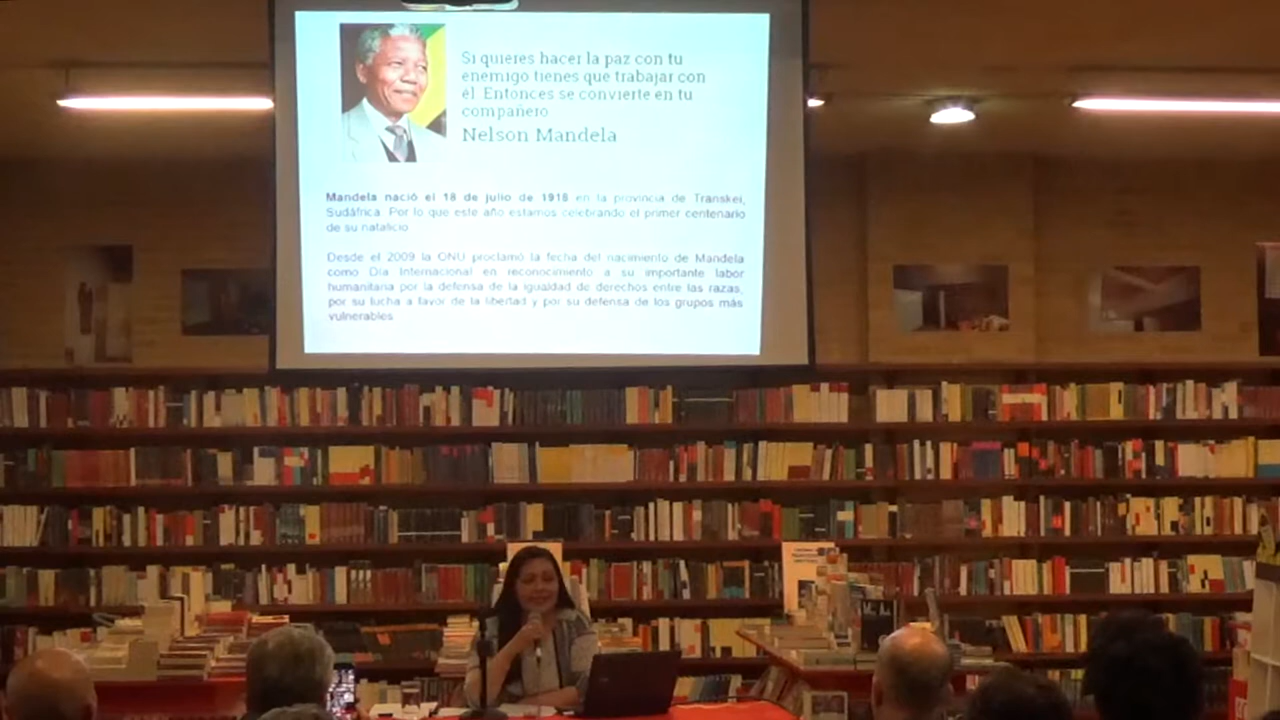 Si quieres hacer la paz con tu
enemigo tienes que trabajar con
él. Entonces se convierte en tu
compañero
Nelson Mandela
Mandela nació el 18 de julio de 1918 en la provincia de Transkei,
Sudáfrica. Por lo que este año estamos celebrando el primer centenario
de su natalicio
Desde el 2009 la ONU proclamó la fecha del nacimiento de Mandela
como Día Internacional en reconocimiento a su importante labor
humanitaria por la defensa de la igualdad de derechos entre las razas,
por su lucha a favor de la libertad y por su defensa de los grupos más
vulnerables